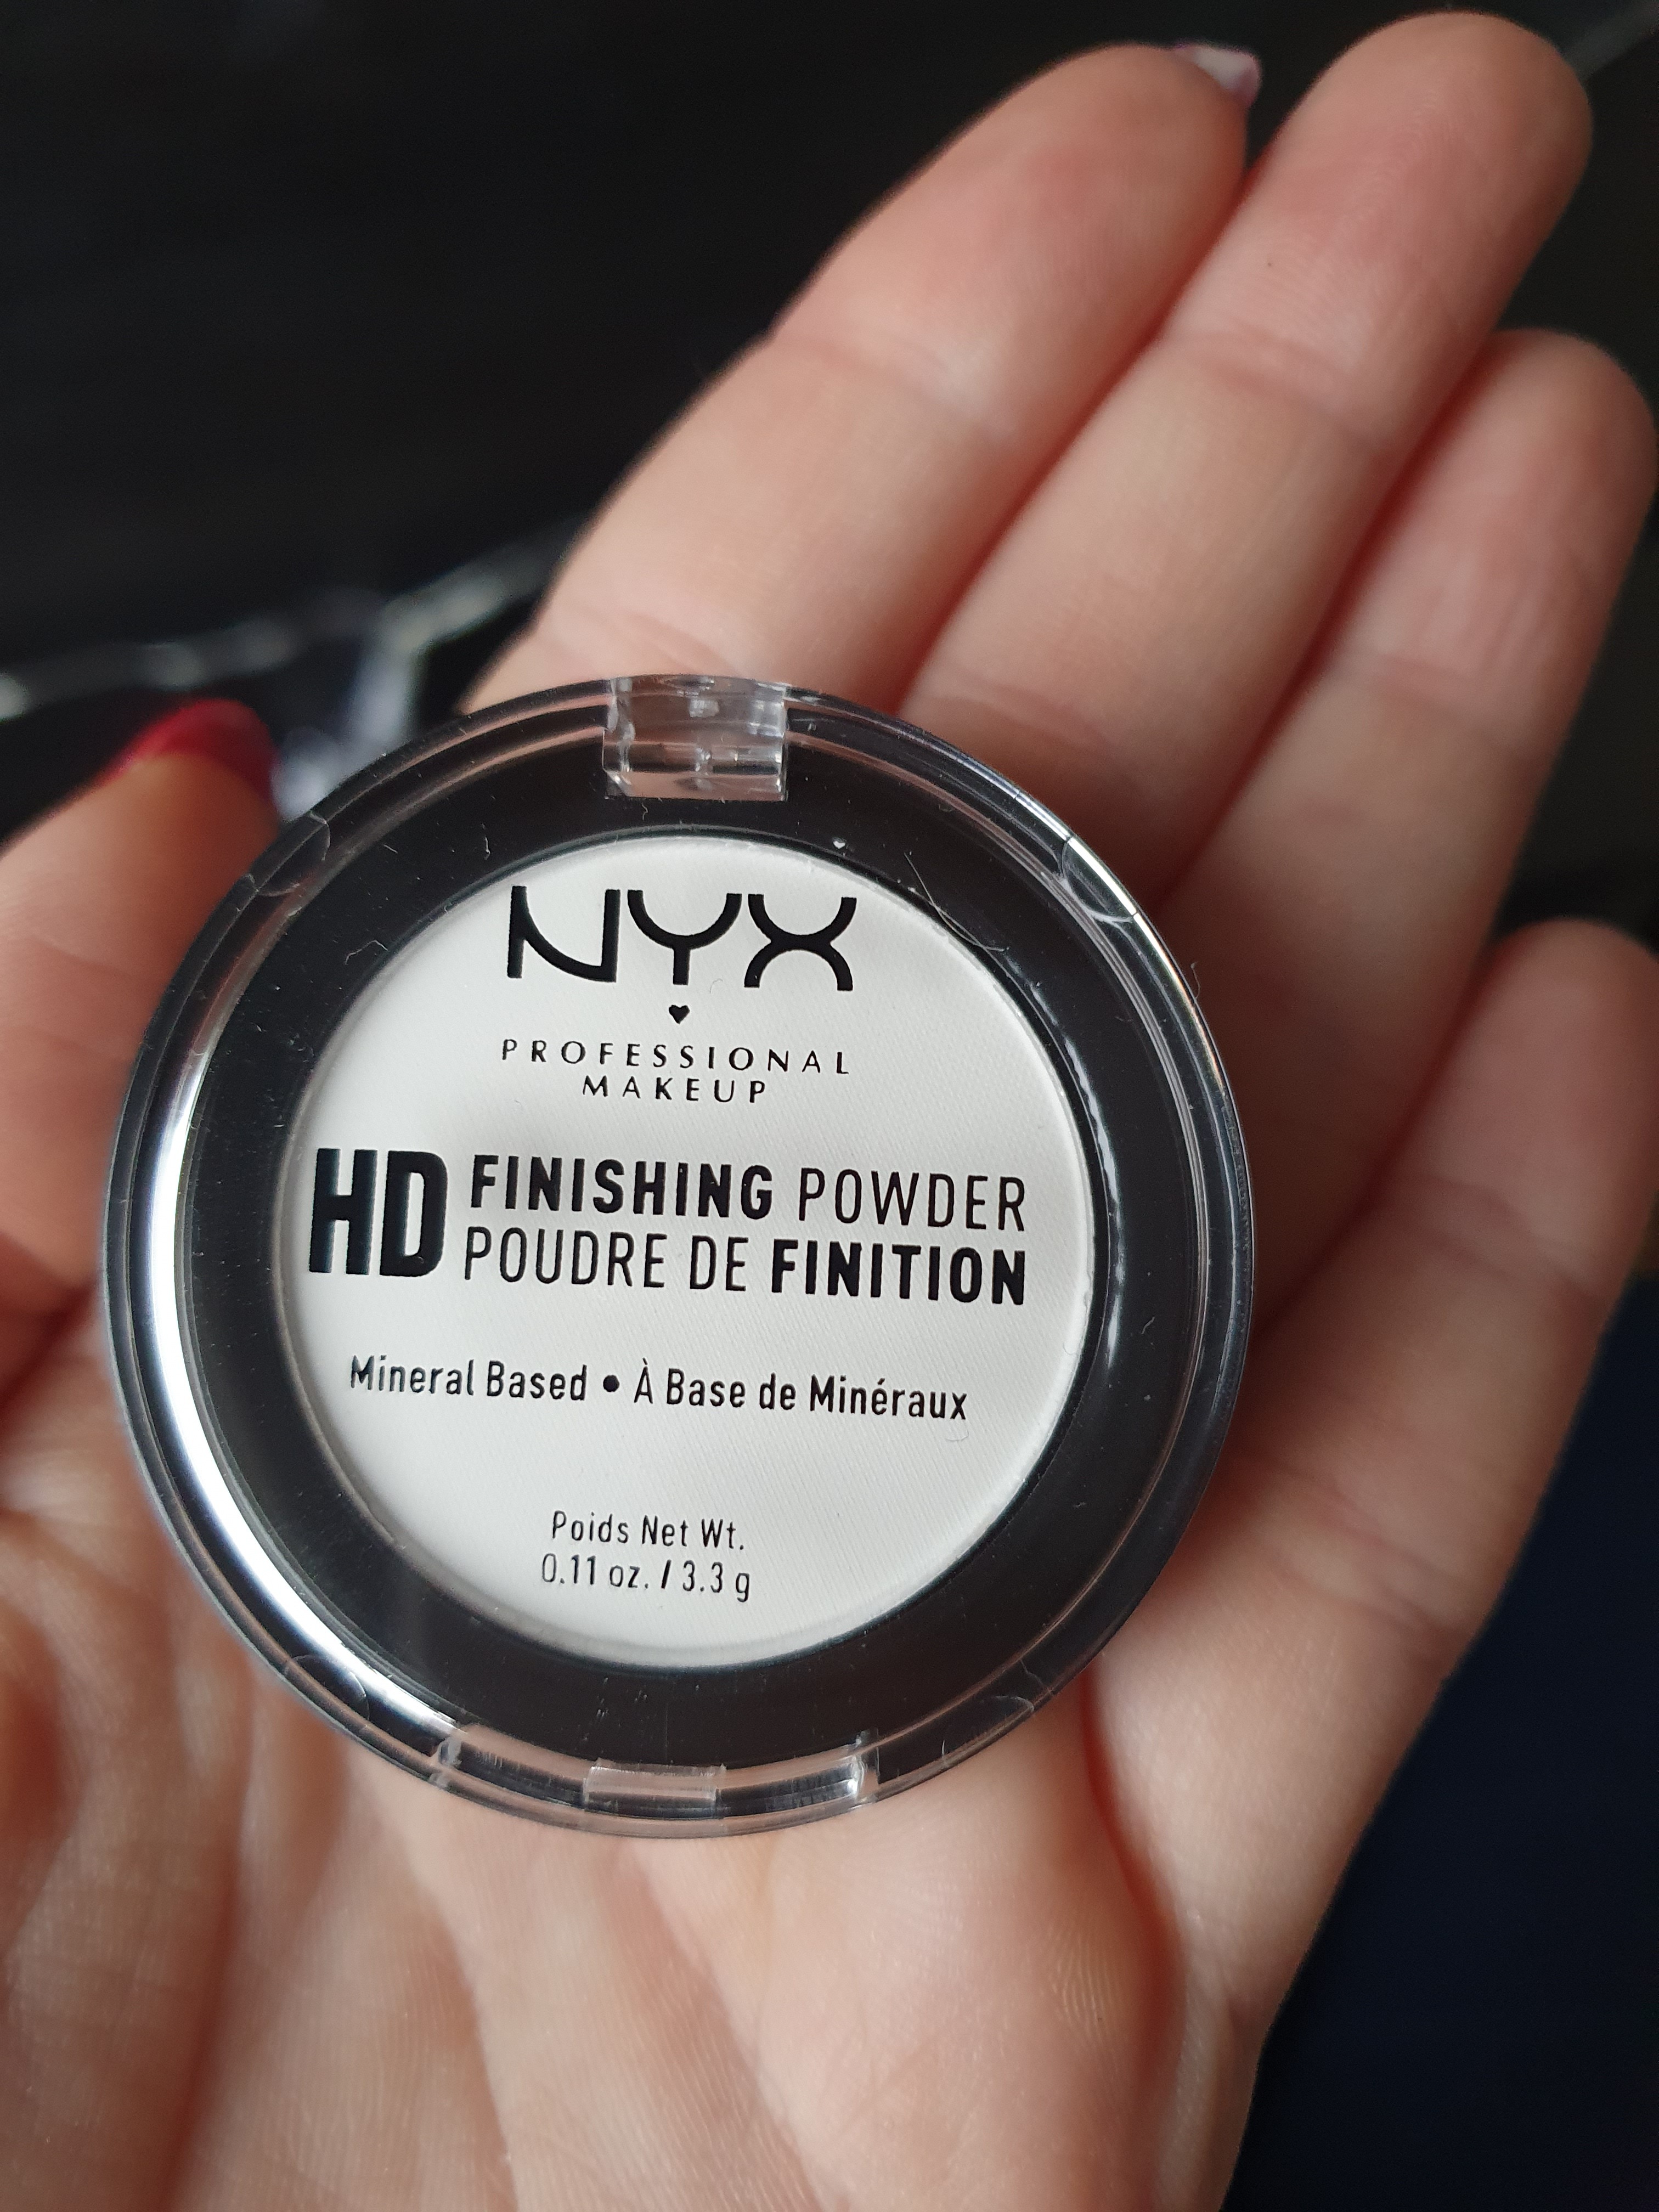 NYX
PROFESSIONAL
MAKEUP
HD FINISHING POWDER
POUDRE DE FINITION
Mineral Based • À Base de Minéraux
Poids Net Wt.
0.11 oz. / 3.3 g